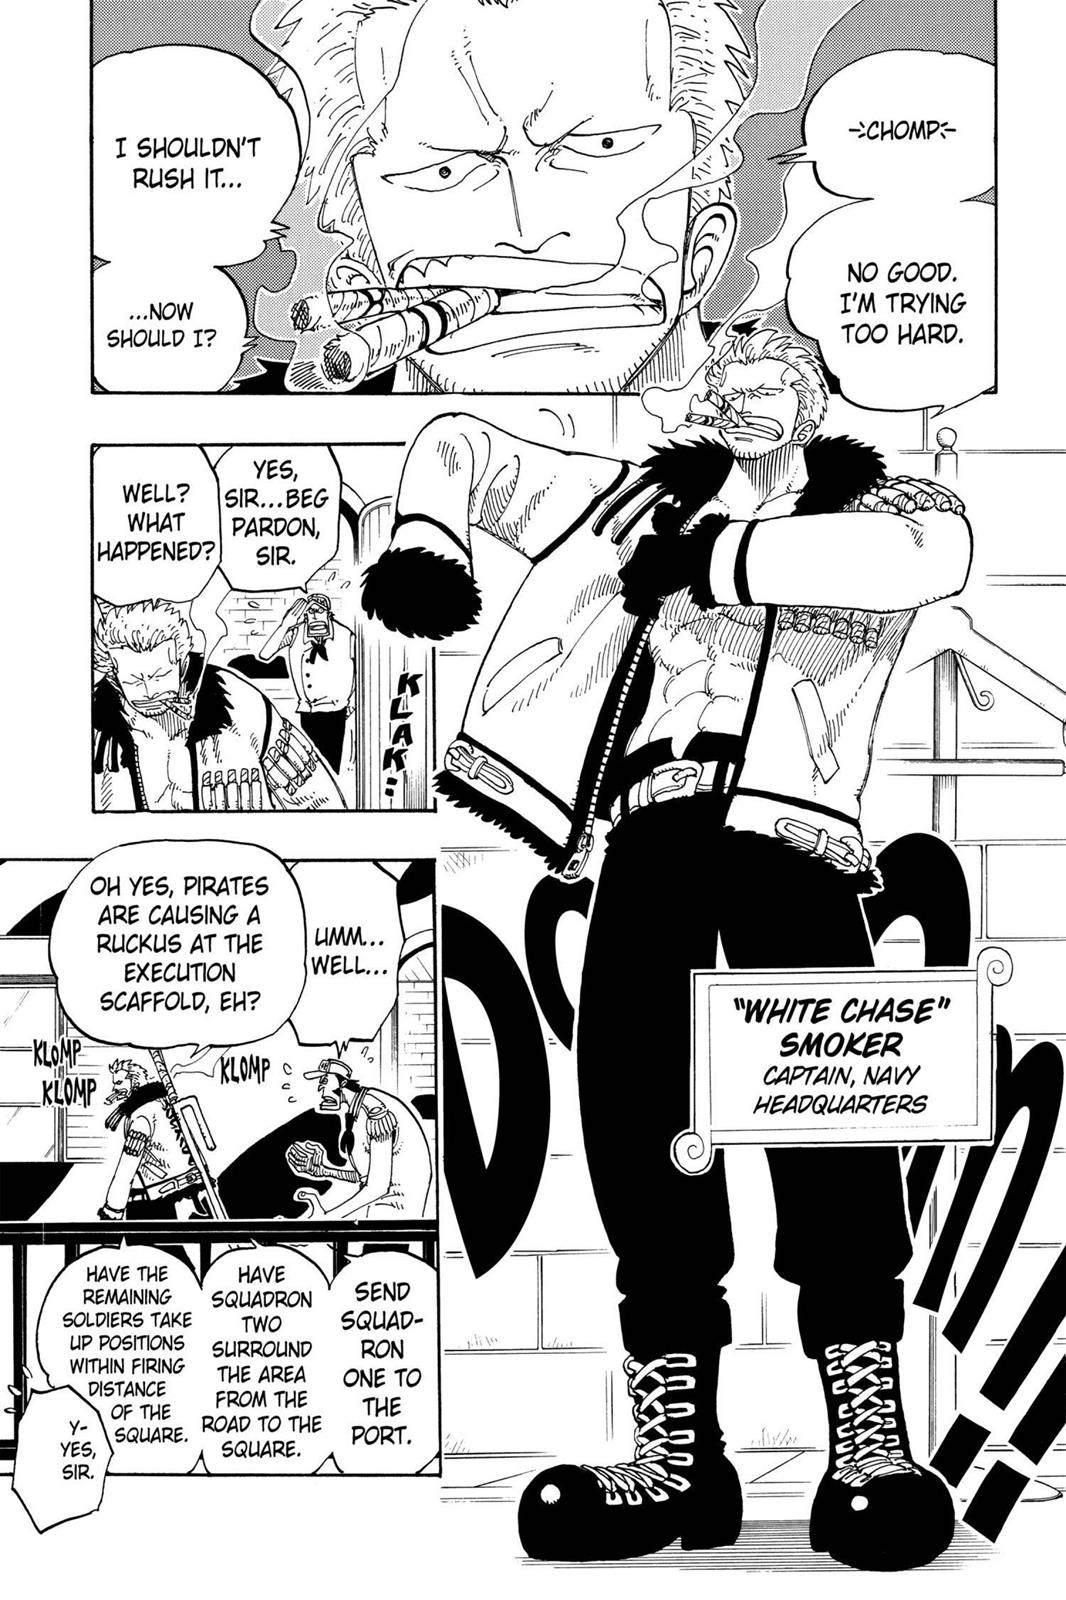 -CHOMP-
NO GOOD.
I'M TRYING
TOO HARD.
I SHOULDN'T
RUSH IT...
...NOW
SHOULD I?
DOOOM!!
"WHITE CHASE"
SMOKER
CAPTAIN, NAVY
HEADQUARTERS
YES,
SIR...BEG
PARDON,
SIR.
WELL?
WHAT
HAPPENED?
KLAK!!
UMM...
WELL...
OH YES, PIRATES
ARE CAUSING A
RUCKUS AT THE
EXECUTION
SCAFFOLD, EH?
KLOMP
KLOMP
KLOMP
SEND
SQUAD-
RON
ONE TO
THE
PORT.
HAVE
SQUADRON
TWO
SURROUND
THE AREA
FROM THE
ROAD TO THE
SQUARE.
HAVE THE
REMAINING
SOLDIERS TAKE
UP POSITIONS
WITHIN FIRING
DISTANCE
OF THE
SQUARE.
Y-
YES,
SIR.